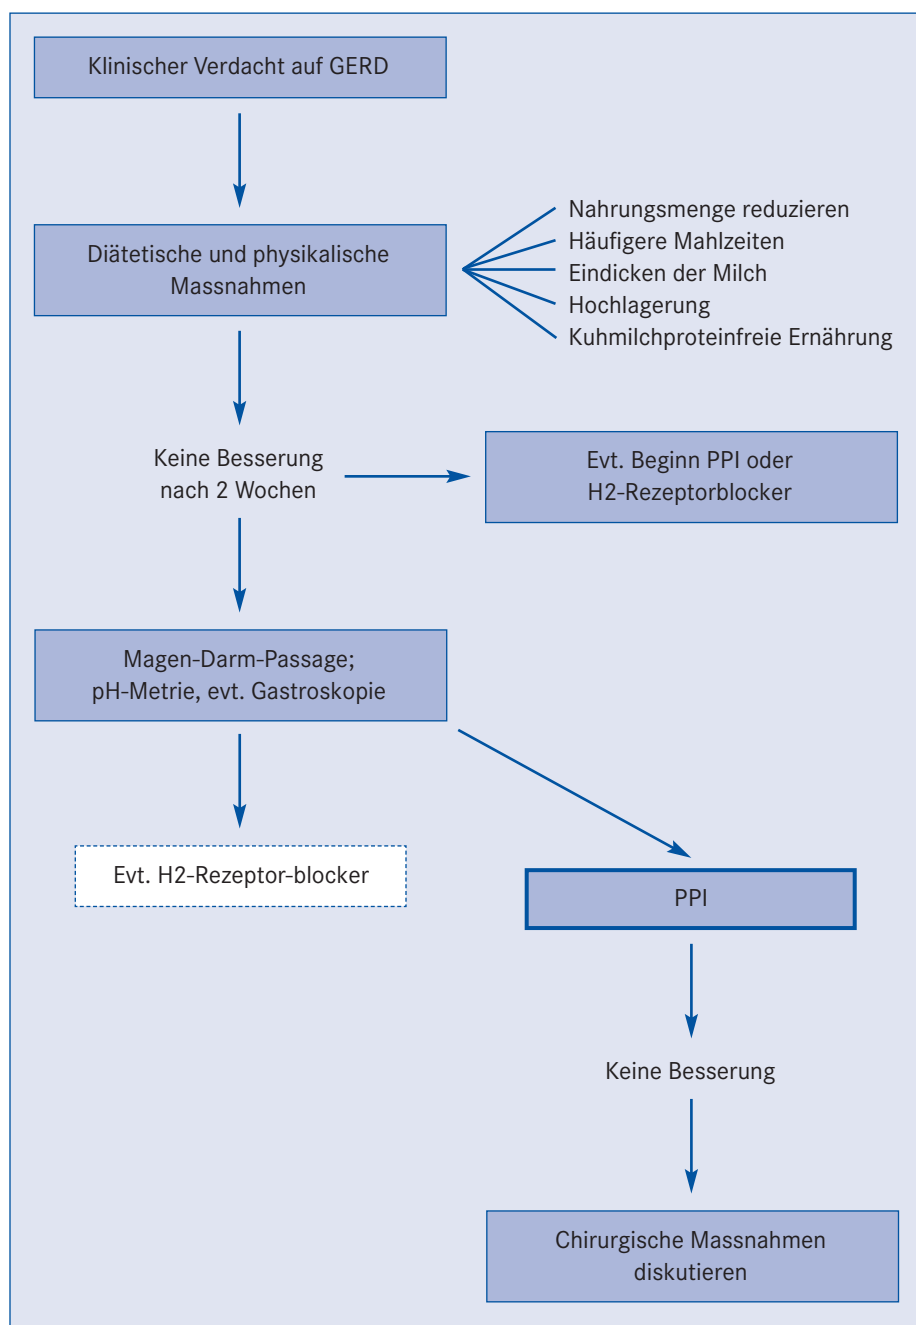 Klinischer Verdacht auf GERD
Diätetische und physikalische
Massnahmen
Nahrungsmenge reduzieren
Häufigere Mahlzeiten
Eindicken der Milch
Hochlagerung
Kuhmilchproteinfreie Ernährung
Keine Besserung
nach 2 Wochen
Evt. Beginn PPI oder
H2-Rezeptorblocker
Magen-Darm-Passage;
pH-Metrie, evt. Gastroskopie
Evt. H2-Rezeptor-blocker
PPI
Keine Besserung
Chirurgische Massnahmen
diskutieren